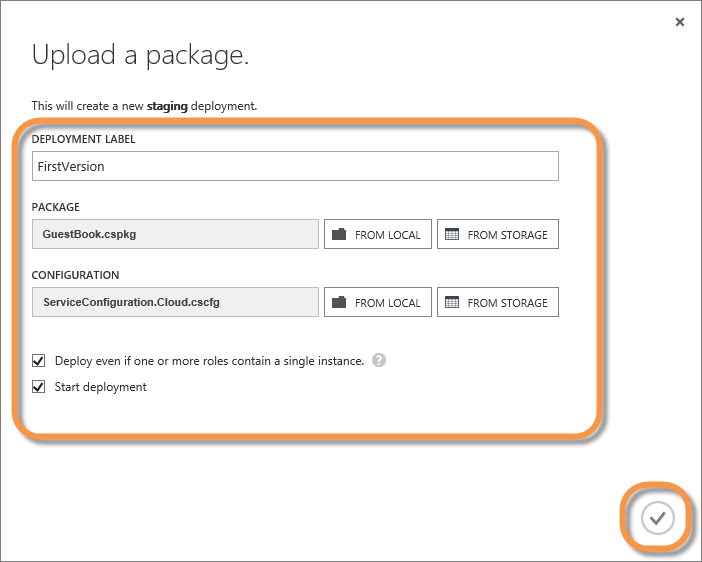 Upload a package.
This will create a new staging deployment.
DEPLOYMENT LABEL
FirstVersion
PACKAGE
GuestBook.cspkg FROM LOCAL FROM STORAGE
CONFIGURATION
ServiceConfiguration.Cloud.cscfg FROM LOCAL FROM STORAGE
Deploy even if one or more roles contain a single instance. ?
Start deployment